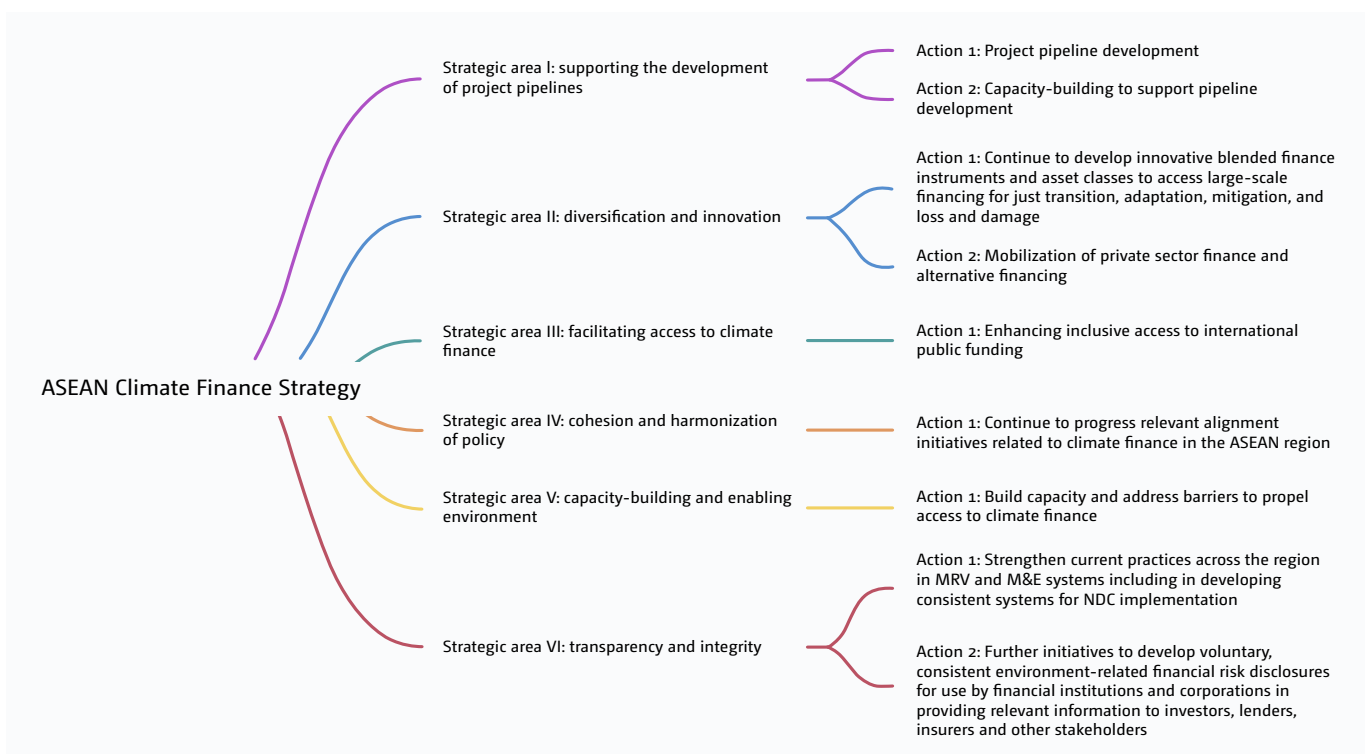 ASEAN Climate Finance Strategy
Strategic area I: supporting the development
of project pipelines
Action 1: Project pipeline development
Action 2: Capacity-building to support pipeline
development
Strategic area II: diversification and innovation
Action 1: Continue to develop innovative blended finance
instruments and asset classes to access large-scale
financing for just transition, adaptation, mitigation, and
loss and damage
Action 2: Mobilization of private sector finance and
alternative financing
Strategic area III: facilitating access to climate
finance
Action 1: Enhancing inclusive access to international
public funding
Strategic area IV: cohesion and harmonization
of policy
Action 1: Continue to progress relevant alignment
initiatives related to climate finance in the ASEAN region
Strategic area V: capacity-building and enabling
environment
Action 1: Build capacity and address barriers to propel
access to climate finance
Strategic area VI: transparency and integrity
Action 1: Strengthen current practices across the region
in MRV and M&E systems including in developing
consistent systems for NDC implementation
Action 2: Further initiatives to develop voluntary,
consistent environment-related financial risk disclosures
for use by financial institutions and corporations in
providing relevant information to investors, lenders,
insurers and other stakeholders